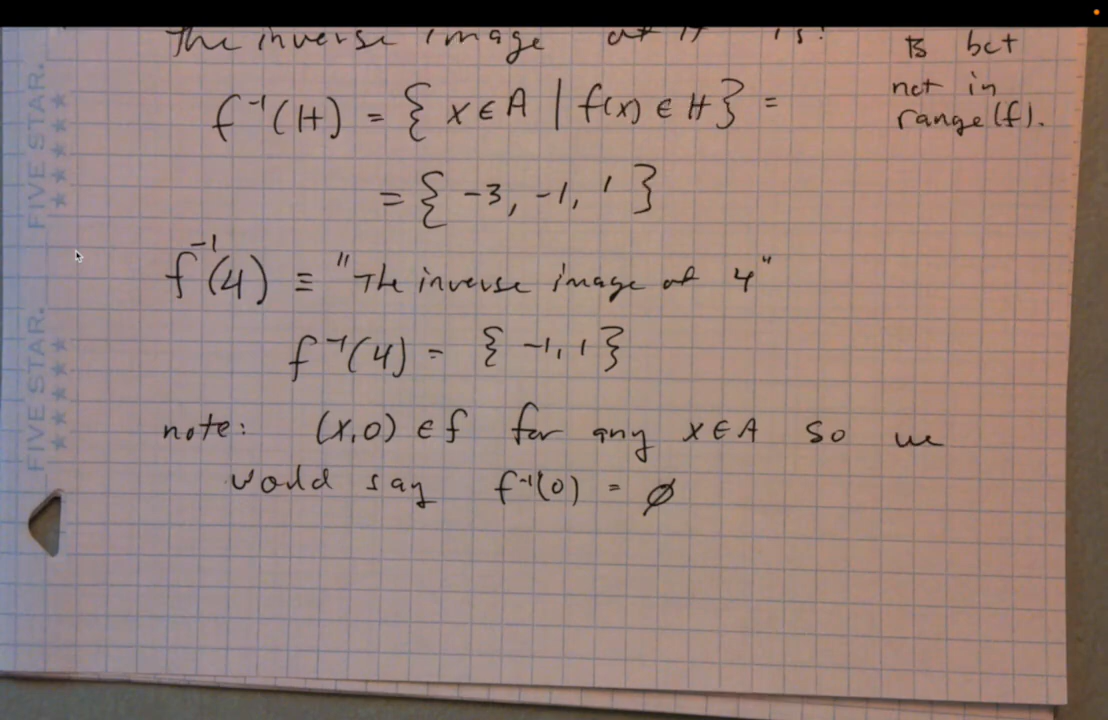 The inverse image of H is:
f⁻¹(H) = { x ∈ A | f(x) ∈ H } =
= { -3, -1, 1 }
B but
not in
range(f).
f⁻¹(4) ≡ "The inverse image of 4"
f⁻¹(4) = { -1, 1 }
note: (x,0) ∈ f for any x ∈ A so we
would say f⁻¹(0) = ∅
FIVE STAR.
FIVE STAR.